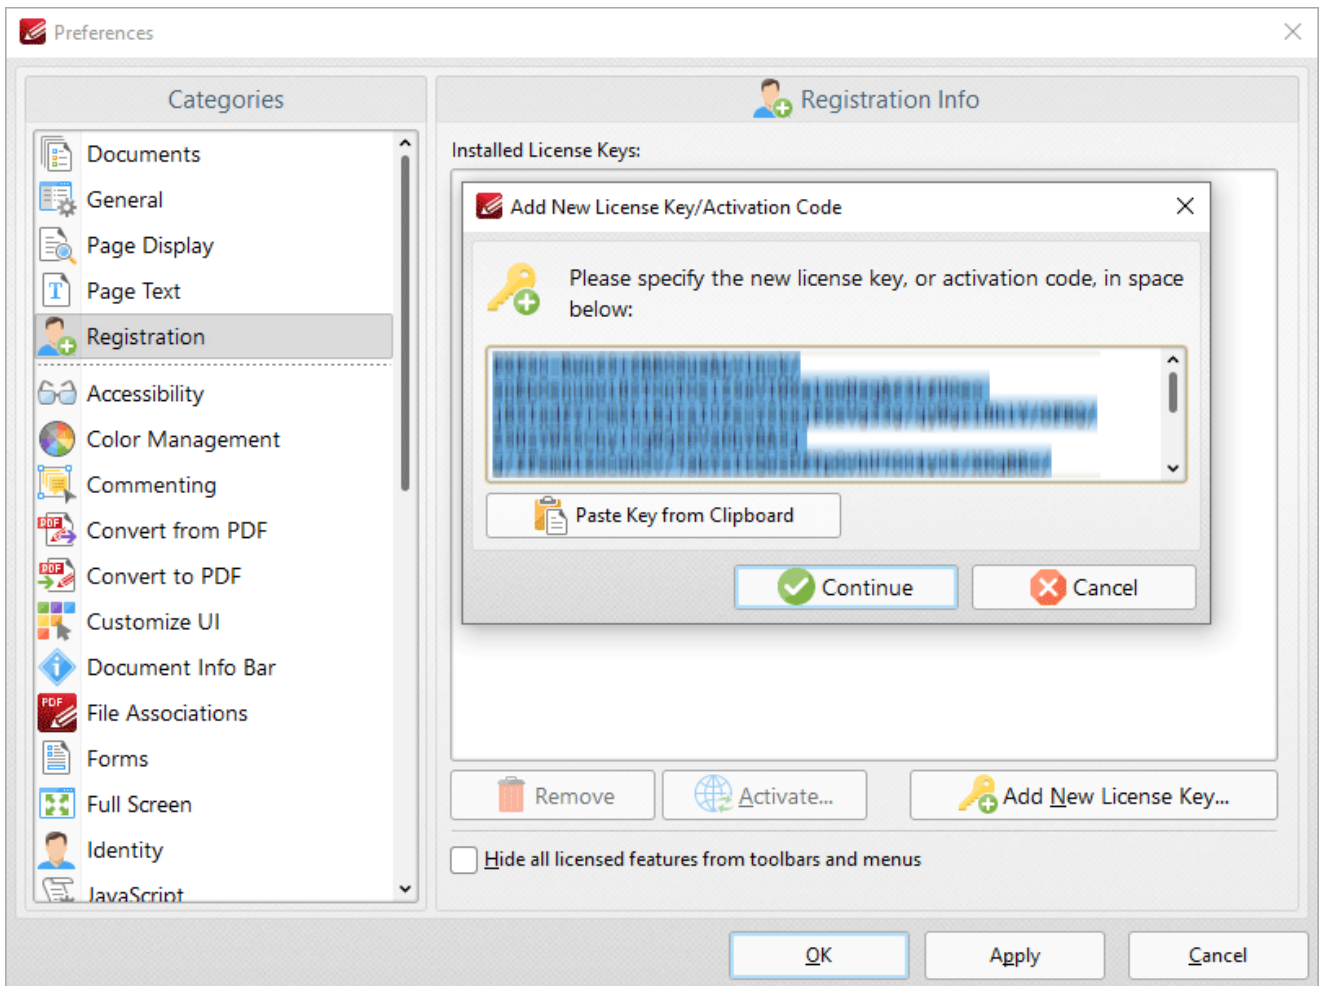 Preferences
Categories
Documents
General
Page Display
Page Text
Registration
Accessibility
Color Management
Commenting
Convert from PDF
Convert to PDF
Customize UI
Document Info Bar
File Associations
Forms
Full Screen
Identity
JavaScript
Registration Info
Installed License Keys:
Add New License Key/Activation Code
Please specify the new license key, or activation code, in space
below:
Paste Key from Clipboard
Continue
Cancel
Remove
Activate...
Add New License Key...
Hide all licensed features from toolbars and menus
OK
Apply
Cancel